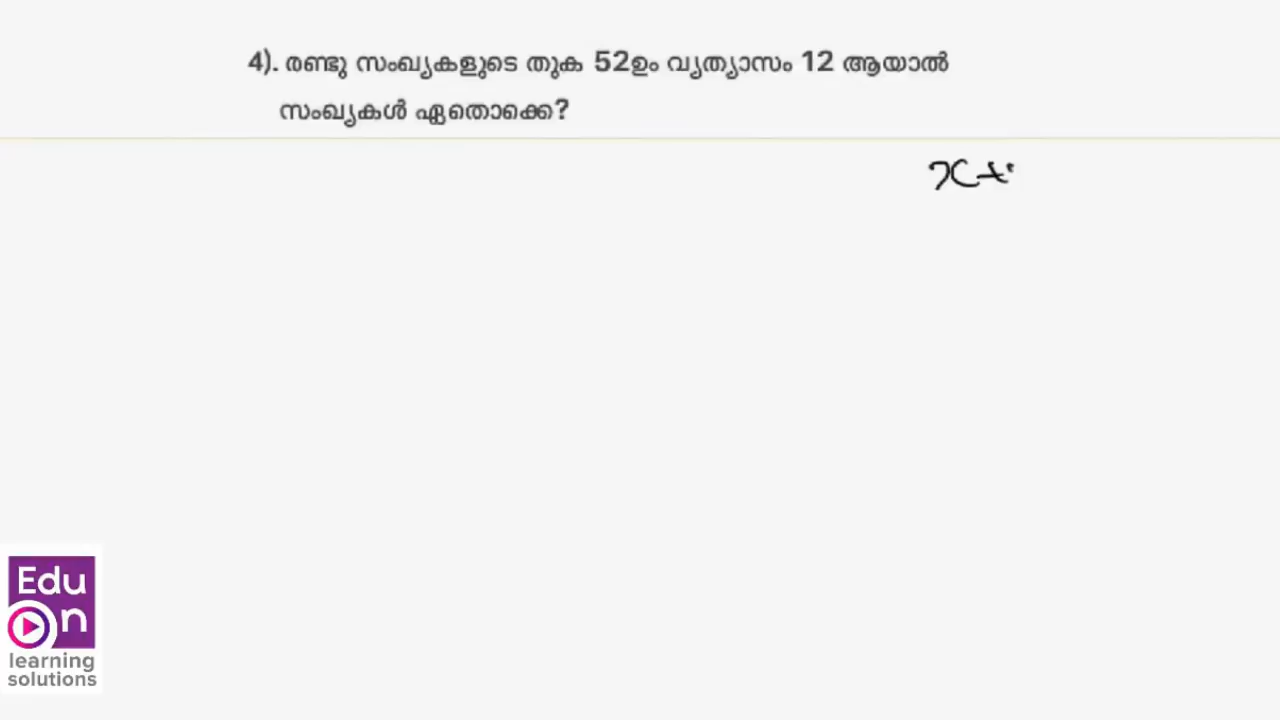 4). രണ്ടു സംഖ്യകളുടെ തുക 52ഉം വ്യത്യാസം 12 ആയാൽ
സംഖ്യകൾ ഏതൊക്കെ?
x+
Edu
n
learning
solutions